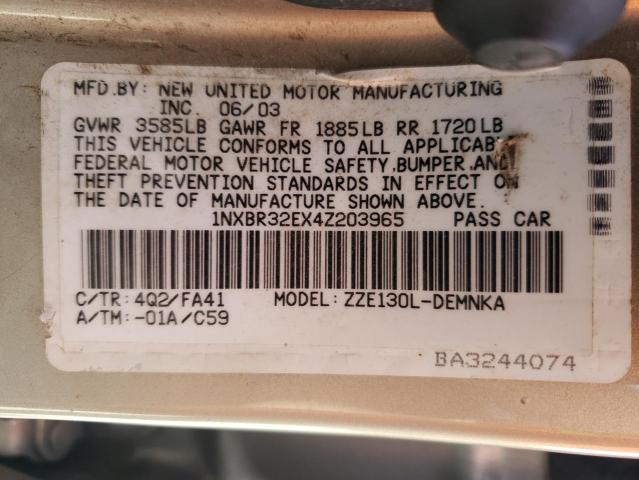 MFD.BY: NEW UNITED MOTOR MANUFACTURING
INC. 06/03
GVWR 3585LB GAWR FR 1885LB RR 1720LB
THIS VEHICLE CONFORMS TO ALL APPLICAB
FEDERAL MOTOR VEHICLE SAFETY,BUMPER,AND
THEFT PREVENTION STANDARDS IN EFFECT ON
THE DATE OF MANUFACTURE SHOWN ABOVE.
1NXBR32EX4Z203965 PASS CAR
C/TR: 4Q2/FA41 MODEL: ZZE130L-DEMNKA
A/TM: -01A/C59
BA3244074